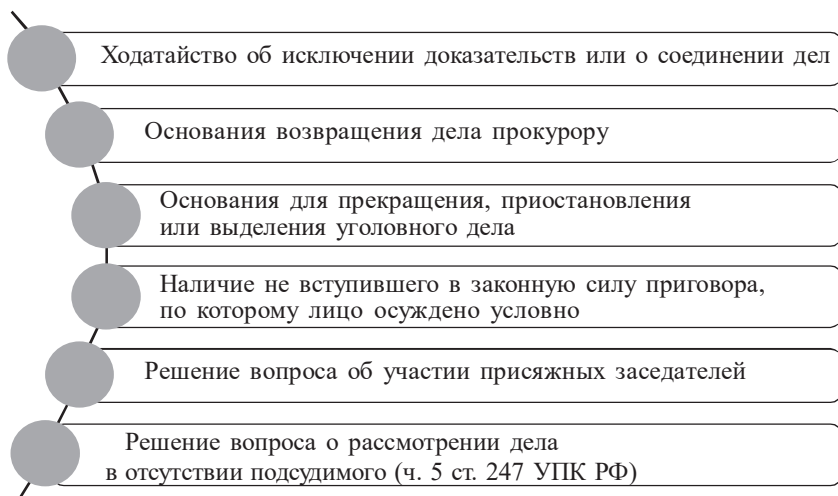 Ходатайство об исключении доказательств или о соединении дел
Основания возвращения дела прокурору
Основания для прекращения, приостановления
или выделения уголовного дела
Наличие не вступившего в законную силу приговора,
по которому лицо осуждено условно
Решение вопроса об участии присяжных заседателей
Решение вопроса о рассмотрении дела
в отсутствии подсудимого (ч. 5 ст. 247 УПК РФ)